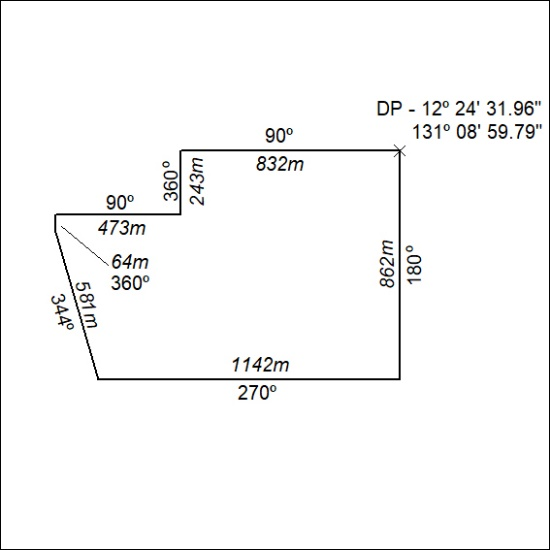 DP - 12º 24' 31.96"
131º 08' 59.79"
90º
832m
360º
243m
90º
473m
64m
360º
862m
180º
581m
344º
1142m
270º